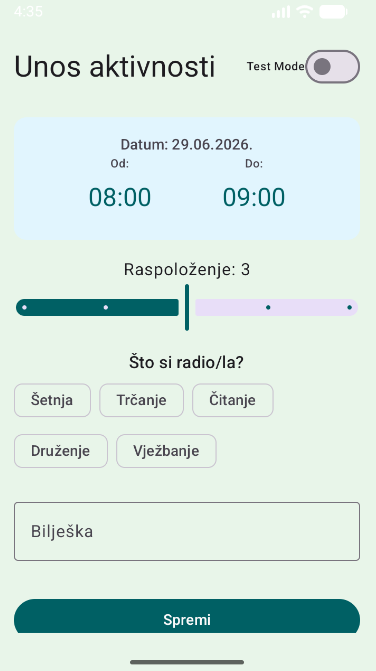 4:35
Unos aktivnosti
Test Mode
Datum: 29.06.2026.
Od: Do:
08:00 09:00
Raspoloženje: 3
Što si radio/la?
Šetnja Trčanje Čitanje
Druženje Vježbanje
Bilješka
Spremi